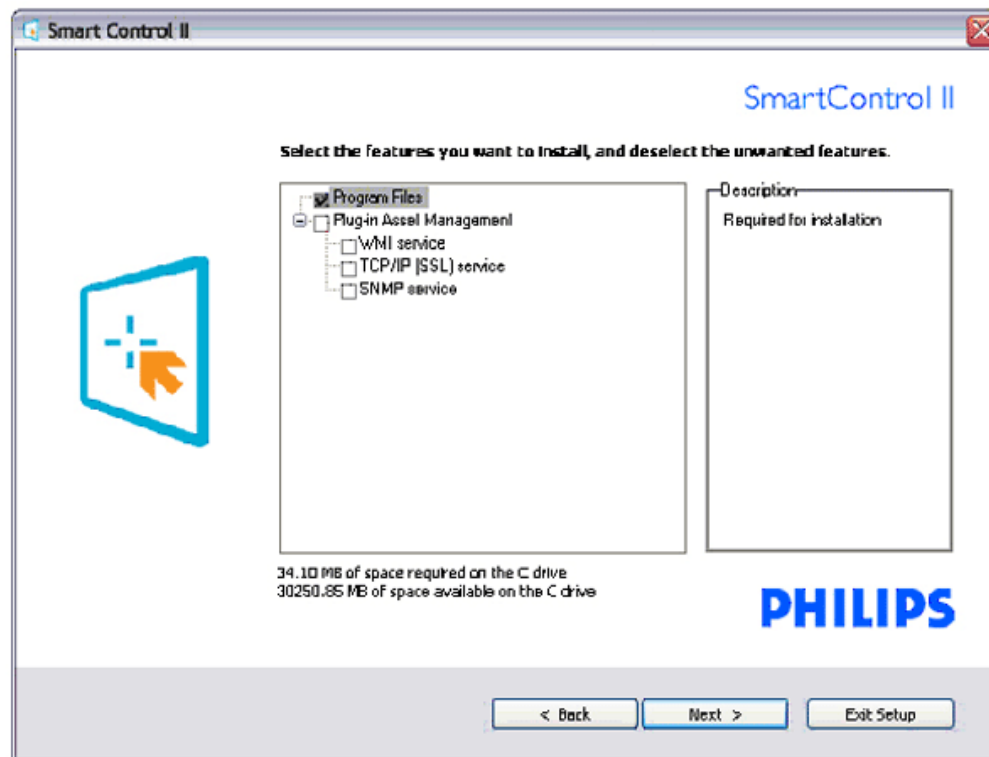 Smart Control II
SmartControl II
Select the features you want to install, and deselect the unwanted features.
Program Files
Plug-in Asset Management
WMI service
TCP/IP (SSL) service
SNMP service
Description
Required for installation
34.10 MB of space required on the C drive
30250.85 MB of space available on the C drive
PHILIPS
< Back
Next >
Exit Setup